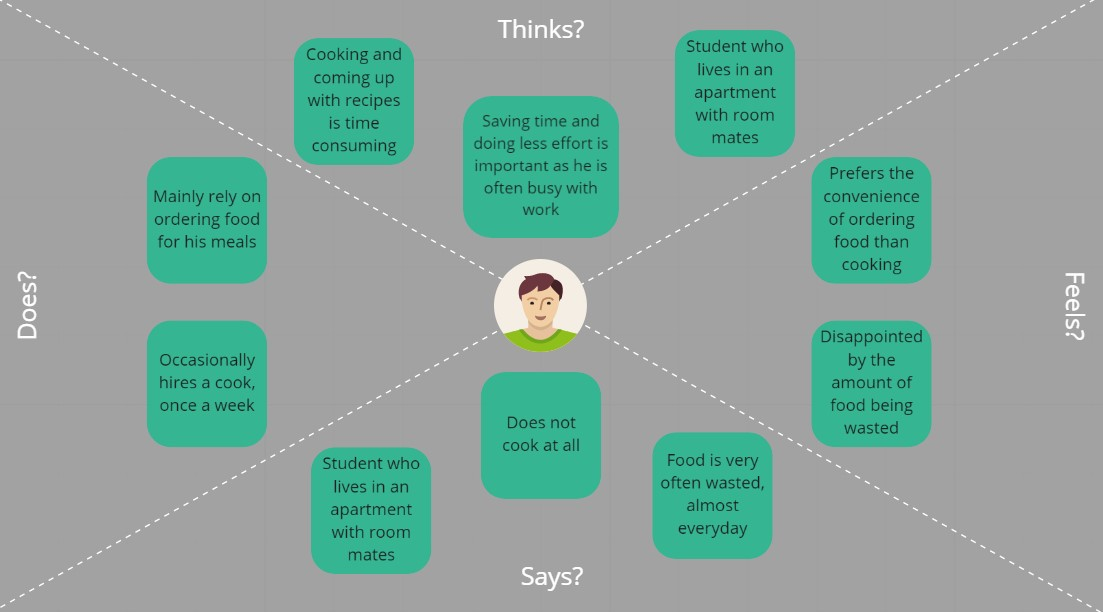 Thinks?
Cooking and
coming up
with recipes
is time
consuming
Saving time and
doing less effort is
important as he is
often busy with
work
Student who
lives in an
apartment
with room
mates
Does?
Mainly rely on
ordering food
for his meals
Occasionally
hires a cook,
once a week
Feels?
Prefers the
convenience
of ordering
food than
cooking
Disappointed
by the
amount of
food being
wasted
Student who
lives in an
apartment
with room
mates
Does not
cook at all
Food is very
often wasted,
almost
everyday
Says?